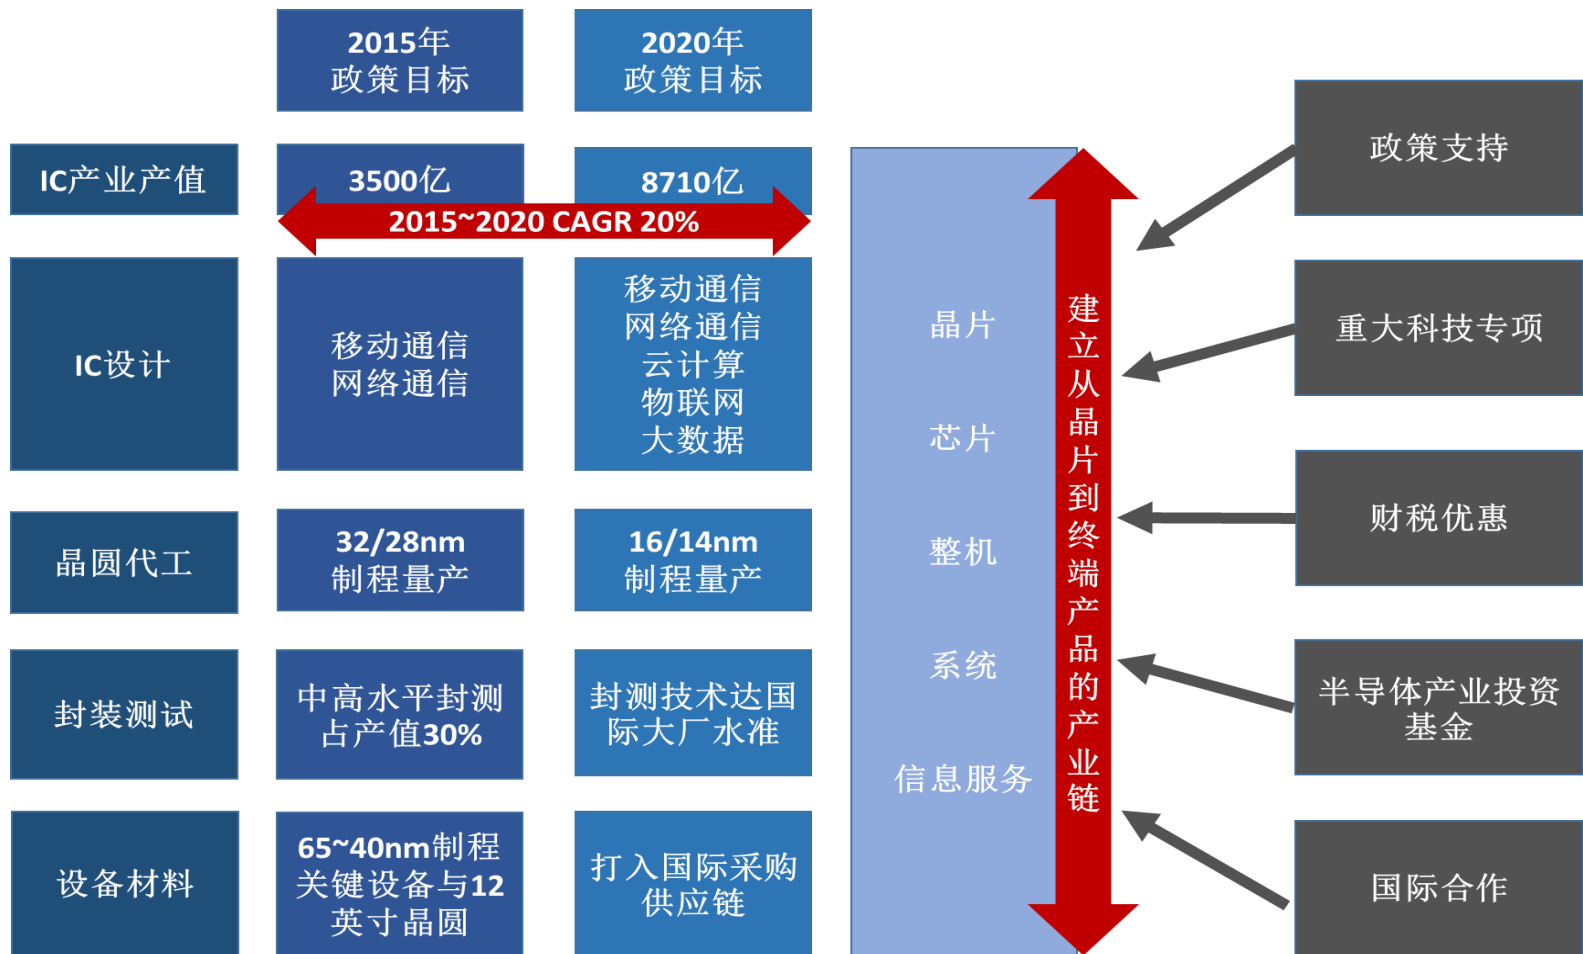 2015年
政策目标
2020年
政策目标
IC产业产值
3500亿
8710亿
2015~2020 CAGR 20%
IC设计
移动通信
网络通信
移动通信
网络通信
云计算
物联网
大数据
晶圆代工
32/28nm
制程量产
16/14nm
制程量产
封装测试
中高水平封测
占产值30%
封测技术达国
际大厂水准
设备材料
65~40nm制程
关键设备与12
英寸晶圆
打入国际采购
供应链
晶片
芯片
整机
系统
信息服务
建立从晶片到终端产品的产业链
政策支持
重大科技专项
财税优惠
半导体产业投资
基金
国际合作